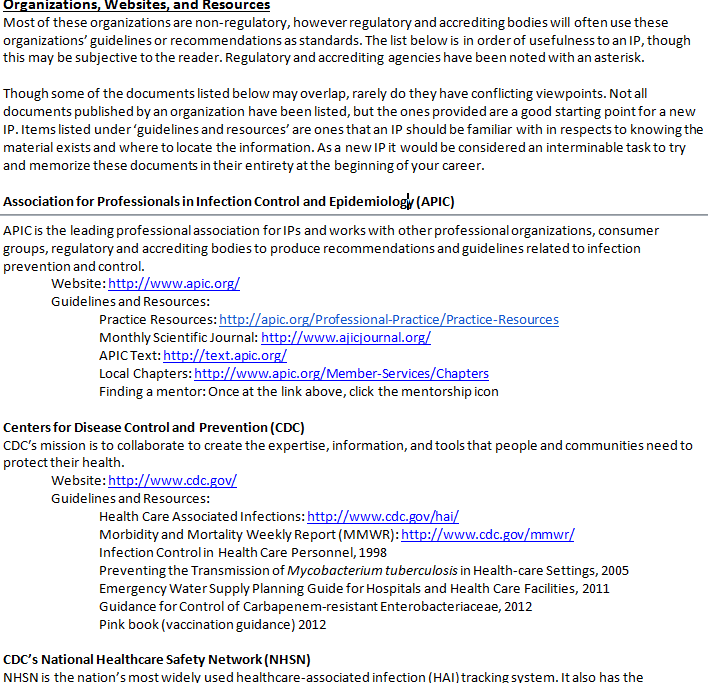 Organizations, Websites, and Resources
Most of these organizations are non-regulatory, however regulatory and accrediting bodies will often use these
organizations’ guidelines or recommendations as standards. The list below is in order of usefulness to an IP, though
this may be subjective to the reader. Regulatory and accrediting agencies have been noted with an asterisk.
Though some of the documents listed below may overlap, rarely do they have conflicting viewpoints. Not all
documents published by an organization have been listed, but the ones provided are a good starting point for a new
IP. Items listed under ‘guidelines and resources’ are ones that an IP should be familiar with in respects to knowing the
material exists and where to locate the information. As a new IP it would be considered an interminable task to try
and memorize these documents in their entirety at the beginning of your career.
Association for Professionals in Infection Control and Epidemiology (APIC)
APIC is the leading professional association for IPs and works with other professional organizations, consumer
groups, regulatory and accrediting bodies to produce recommendations and guidelines related to infection
prevention and control.
Website: http://www.apic.org/
Guidelines and Resources:
Practice Resources: http://apic.org/Professional-Practice/Practice-Resources
Monthly Scientific Journal: http://www.ajicjournal.org/
APIC Text: http://text.apic.org/
Local Chapters: http://www.apic.org/Member-Services/Chapters
Finding a mentor: Once at the link above, click the mentorship icon
Centers for Disease Control and Prevention (CDC)
CDC’s mission is to collaborate to create the expertise, information, and tools that people and communities need to
protect their health.
Website: http://www.cdc.gov/
Guidelines and Resources:
Health Care Associated Infections: http://www.cdc.gov/hai/
Morbidity and Mortality Weekly Report (MMWR): http://www.cdc.gov/mmwr/
Infection Control in Health Care Personnel, 1998
Preventing the Transmission of Mycobacterium tuberculosis in Health-care Settings, 2005
Emergency Water Supply Planning Guide for Hospitals and Health Care Facilities, 2011
Guidance for Control of Carbapenem-resistant Enterobacteriaceae, 2012
Pink book (vaccination guidance) 2012
CDC’s National Healthcare Safety Network (NHSN)
NHSN is the nation’s most widely used healthcare-associated infection (HAI) tracking system. It also has the